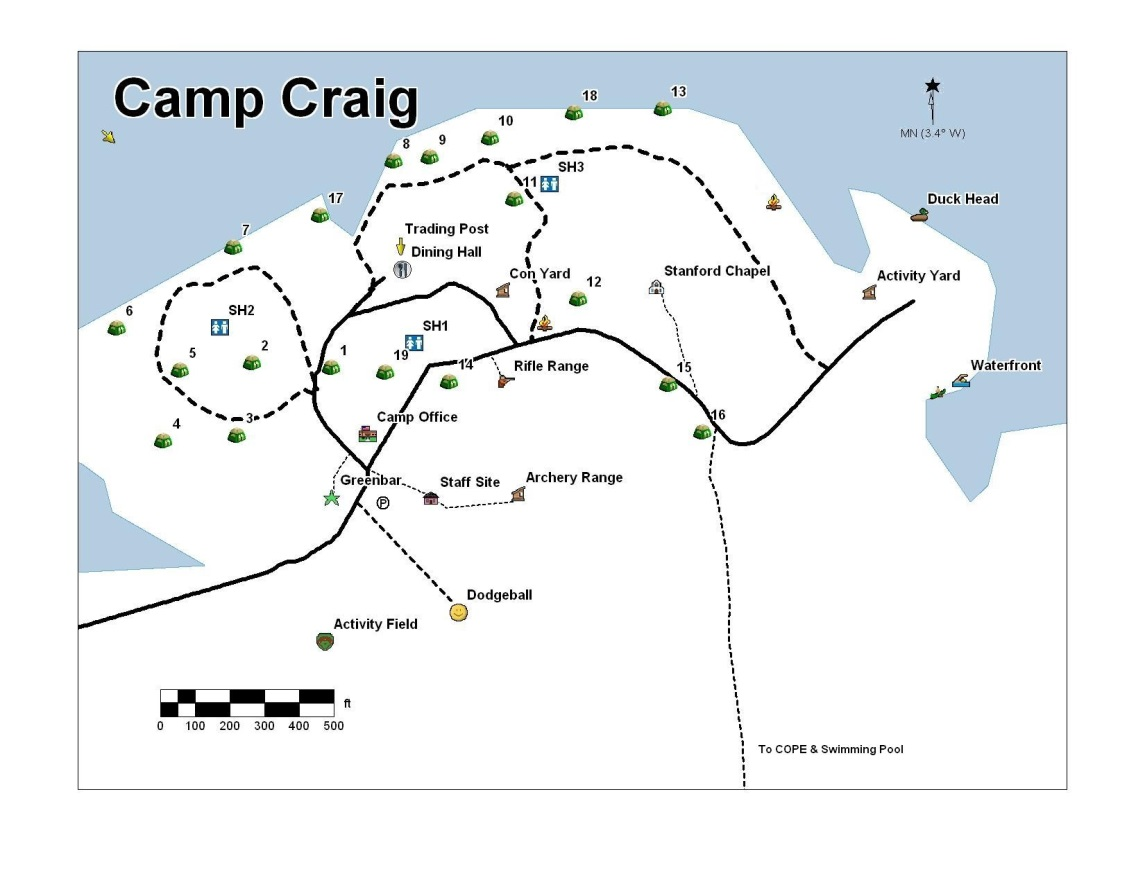 Camp Craig
18
13
10
8
9
MN (3.4° W)
SH3
11
17
Duck Head
7
Trading Post
Dining Hall
Con Yard
12
Stanford Chapel
Activity Yard
6
SH2
SH1
5
2
1
19
14
Rifle Range
15
Waterfront
4
3
Camp Office
16
Greenbar
P
Staff Site
Archery Range
Dodgeball
Activity Field
ft
0 100 200 300 400 500
To COPE & Swimming Pool